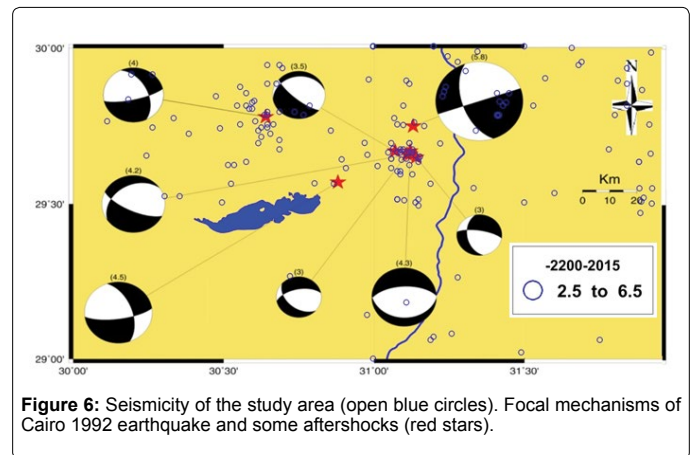 30˚00'
(4)
(3.5)
(5.8)
N
(4.2)
Km
0 10 20
29˚30'
(3)
-2200-2015
2.5 to 6.5
(4.5)
(3)
(4.3)
29˚00'
30˚00' 30˚30' 31˚00' 31˚30'
Figure 6: Seismicity of the study area (open blue circles). Focal mechanisms of
Cairo 1992 earthquake and some aftershocks (red stars).